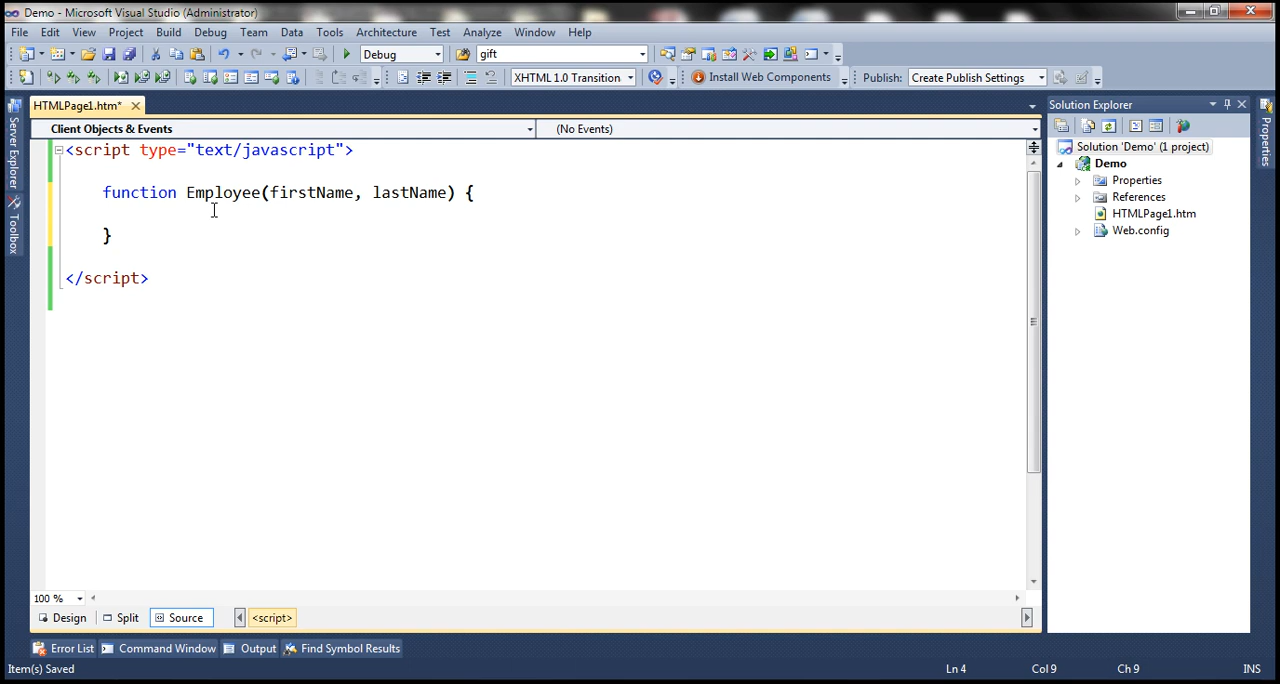 Demo - Microsoft Visual Studio (Administrator)
File Edit View Project Build Debug Team Data Tools Architecture Test Analyze Window Help
Debug gift
XHTML 1.0 Transition Install Web Components Publish: Create Publish Settings
Server Explorer
Toolbox
HTMLPage1.htm*
Client Objects & Events (No Events)
<script type="text/javascript">
function Employee(firstName, lastName) {
}
</script>
100 %
Design Split Source <script>
Solution Explorer
Solution 'Demo' (1 project)
Demo
Properties
References
HTMLPage1.htm
Web.config
Properties
Error List Command Window Output Find Symbol Results
Item(s) Saved Ln 4 Col 9 Ch 9 INS